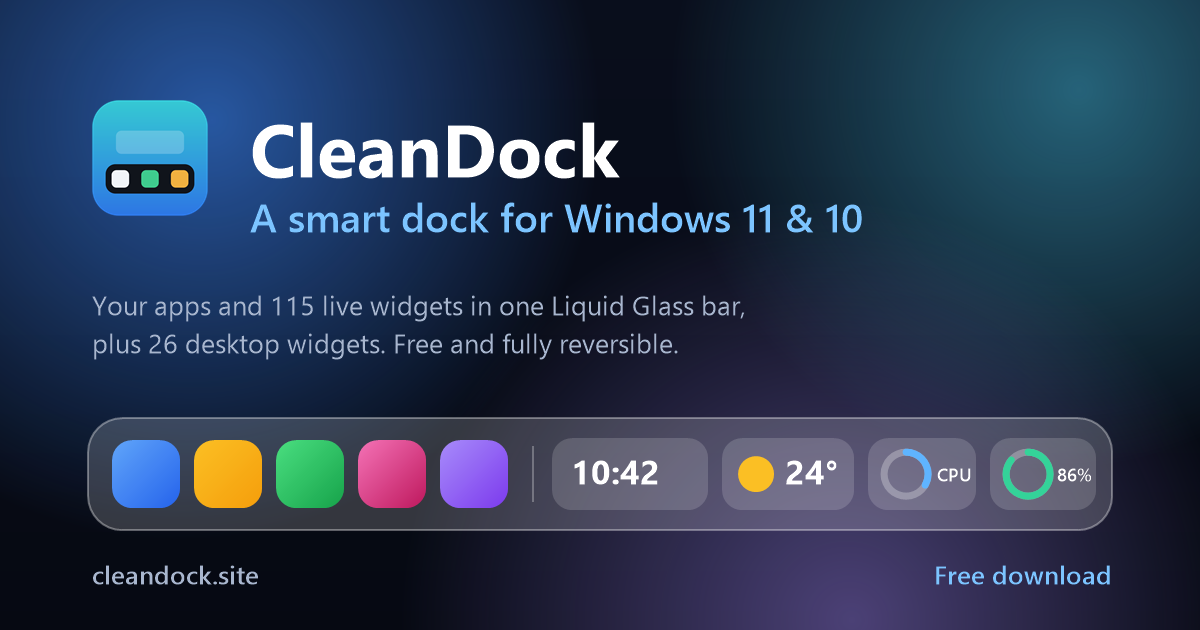 CleanDock
A smart dock for Windows 11 & 10
Your apps and 115 live widgets in one Liquid Glass bar,
plus 26 desktop widgets. Free and fully reversible.
10:42
24°
CPU
86%
cleandock.site
Free download